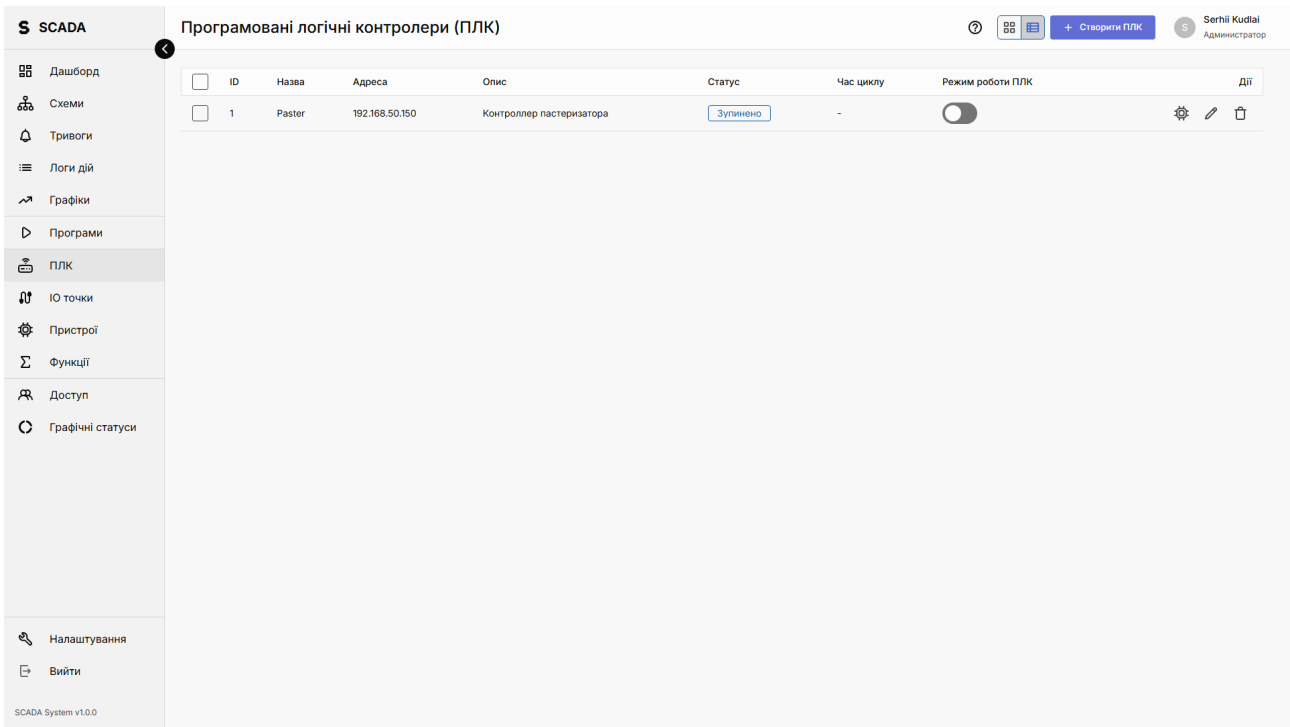 SCADA
Програмовані логічні контролери (ПЛК)
+ Створити ПЛК
S
Serhii Kudlai
Администратор
Дашборд
Схеми
Тривоги
Логи дій
Графіки
Програми
ПЛК
IO точки
Пристрої
Функції
Доступ
Графічні статуси
Налаштування
Вийти
SCADA System v1.0.0
ID Назва Адреса Опис Статус Час циклу Режим роботи ПЛК Дії
1 Paster 192.168.50.150 Контроллер пастеризатора Зупинено -